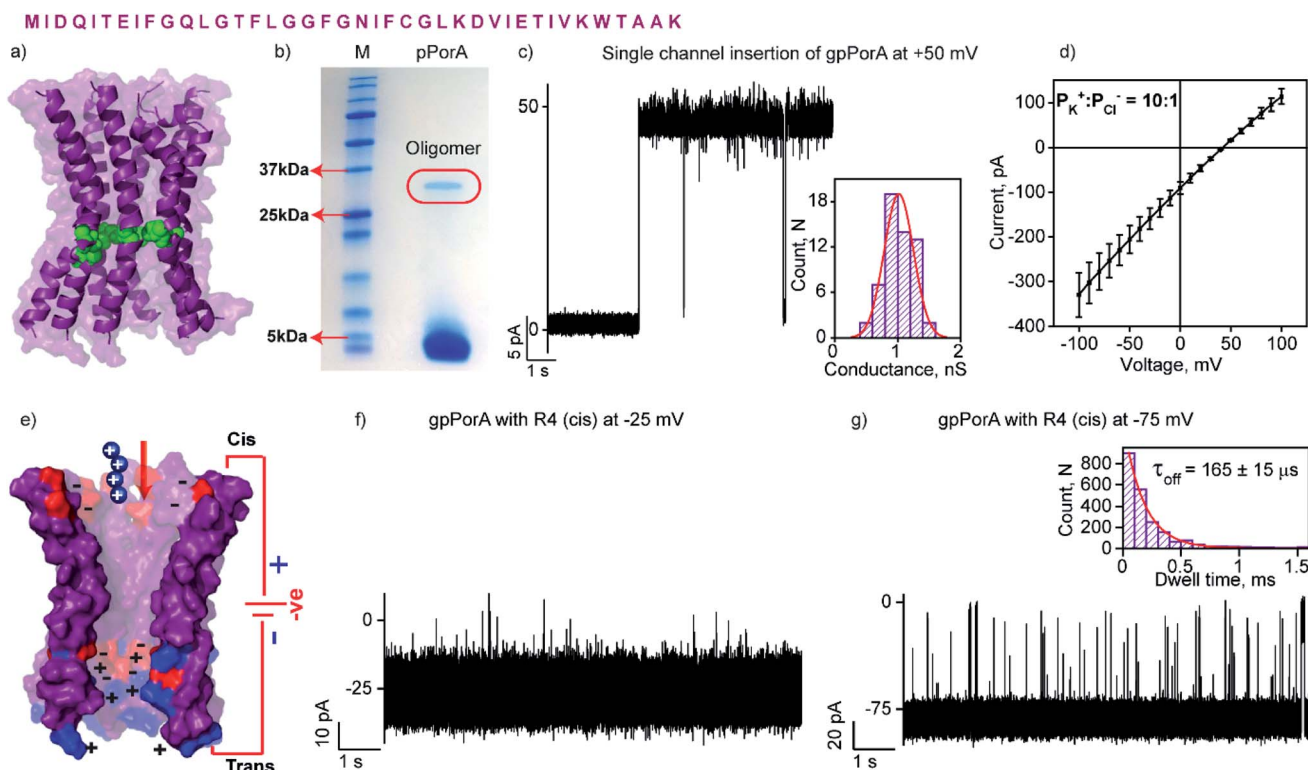 MIDQITEIFGQLGTFLGGFGNIFCGLKDVIETIVKWTAAK
a)
b)
M
pPorA
Oligomer
37kDa
25kDa
5kDa
c)
Single channel insertion of gpPorA at +50 mV
50
0
5 pA
1 s
Count, N
18
12
6
0
0
1
2
Conductance, nS
d)
P_K^+:P_Cl^- = 10:1
Current, pA
100
0
-100
-200
-300
-400
-100
-50
0
50
100
Voltage, mV
e)
Cis
+
-ve
-
Trans
f)
gpPorA with R4 (cis) at -25 mV
0
-25
10 pA
1 s
g)
gpPorA with R4 (cis) at -75 mV
Count, N
800
600
400
200
0
τoff = 165 ± 15 µs
0
0.5
1
1.5
Dwell time, ms
0
-75
20 pA
1 s